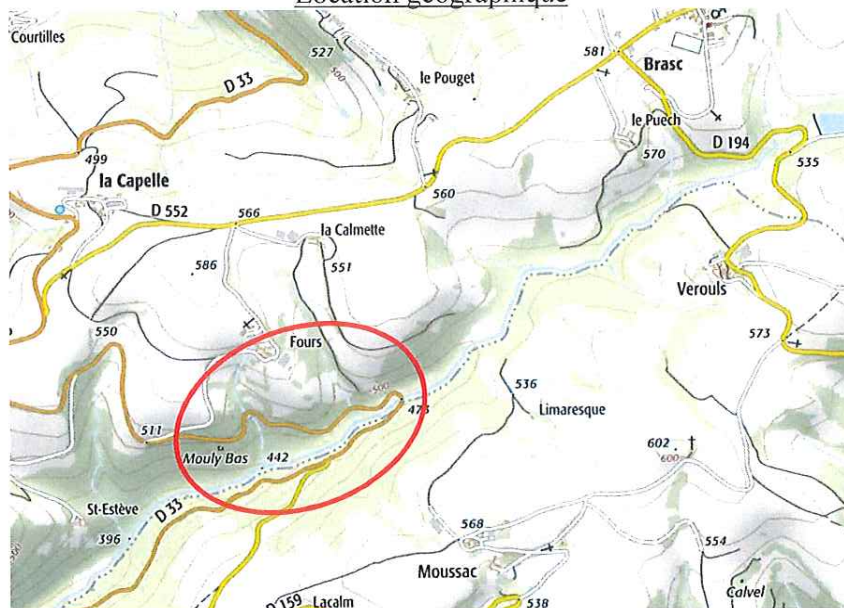 Location géographique
Courtilles
527
500
D 33
le Pouget
581
Brasc
le Puech
570
D 194
535
499
la Capelle
D 552
566
560
la Calmette
551
586
Verouls
573
550
Fours
500
536
Limaresque
511
Mouly Bas
442
602
600
St-Estève
D 33
396
568
554
Moussac
Calvel
D 159
Lacalm
538